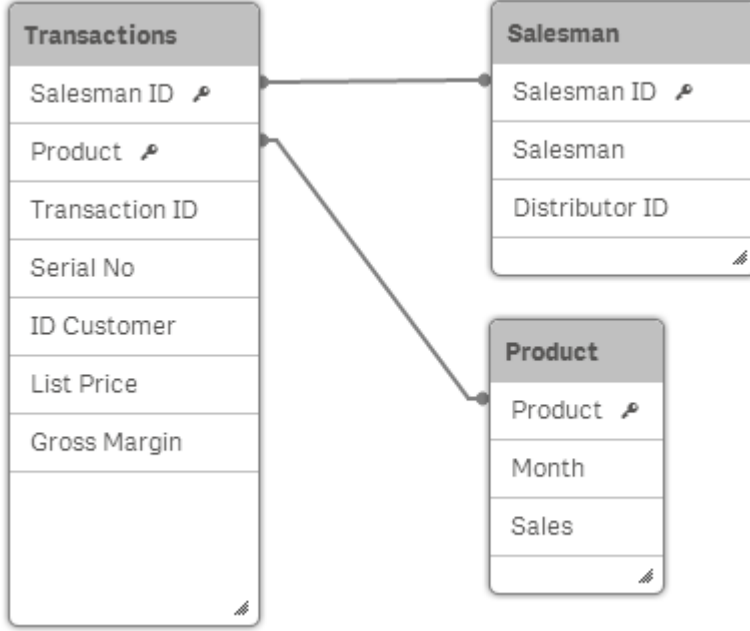 Transactions
Salesman ID
Product
Transaction ID
Serial No
ID Customer
List Price
Gross Margin
Salesman
Salesman ID
Salesman
Distributor ID
Product
Product
Month
Sales